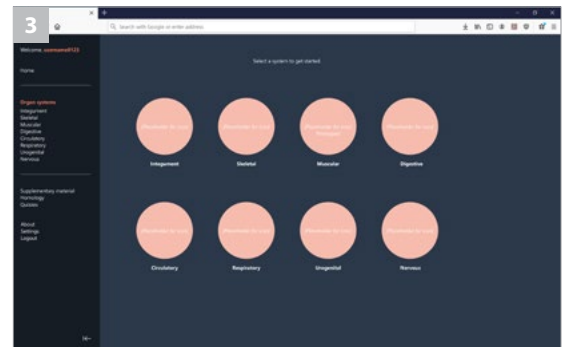 3
Search with Google or enter address
Welcome, username0123
Home
Select a system to get started
Organ systems
Integument
Skeletal
Muscular
Digestive
Circulatory
Respiratory
Urogenital
Nervous
Integument
Skeletal
Muscular
Digestive
Supplementary material
Homology
Quizzes
About
Settings
Logout
Circulatory
Respiratory
Urogenital
Nervous